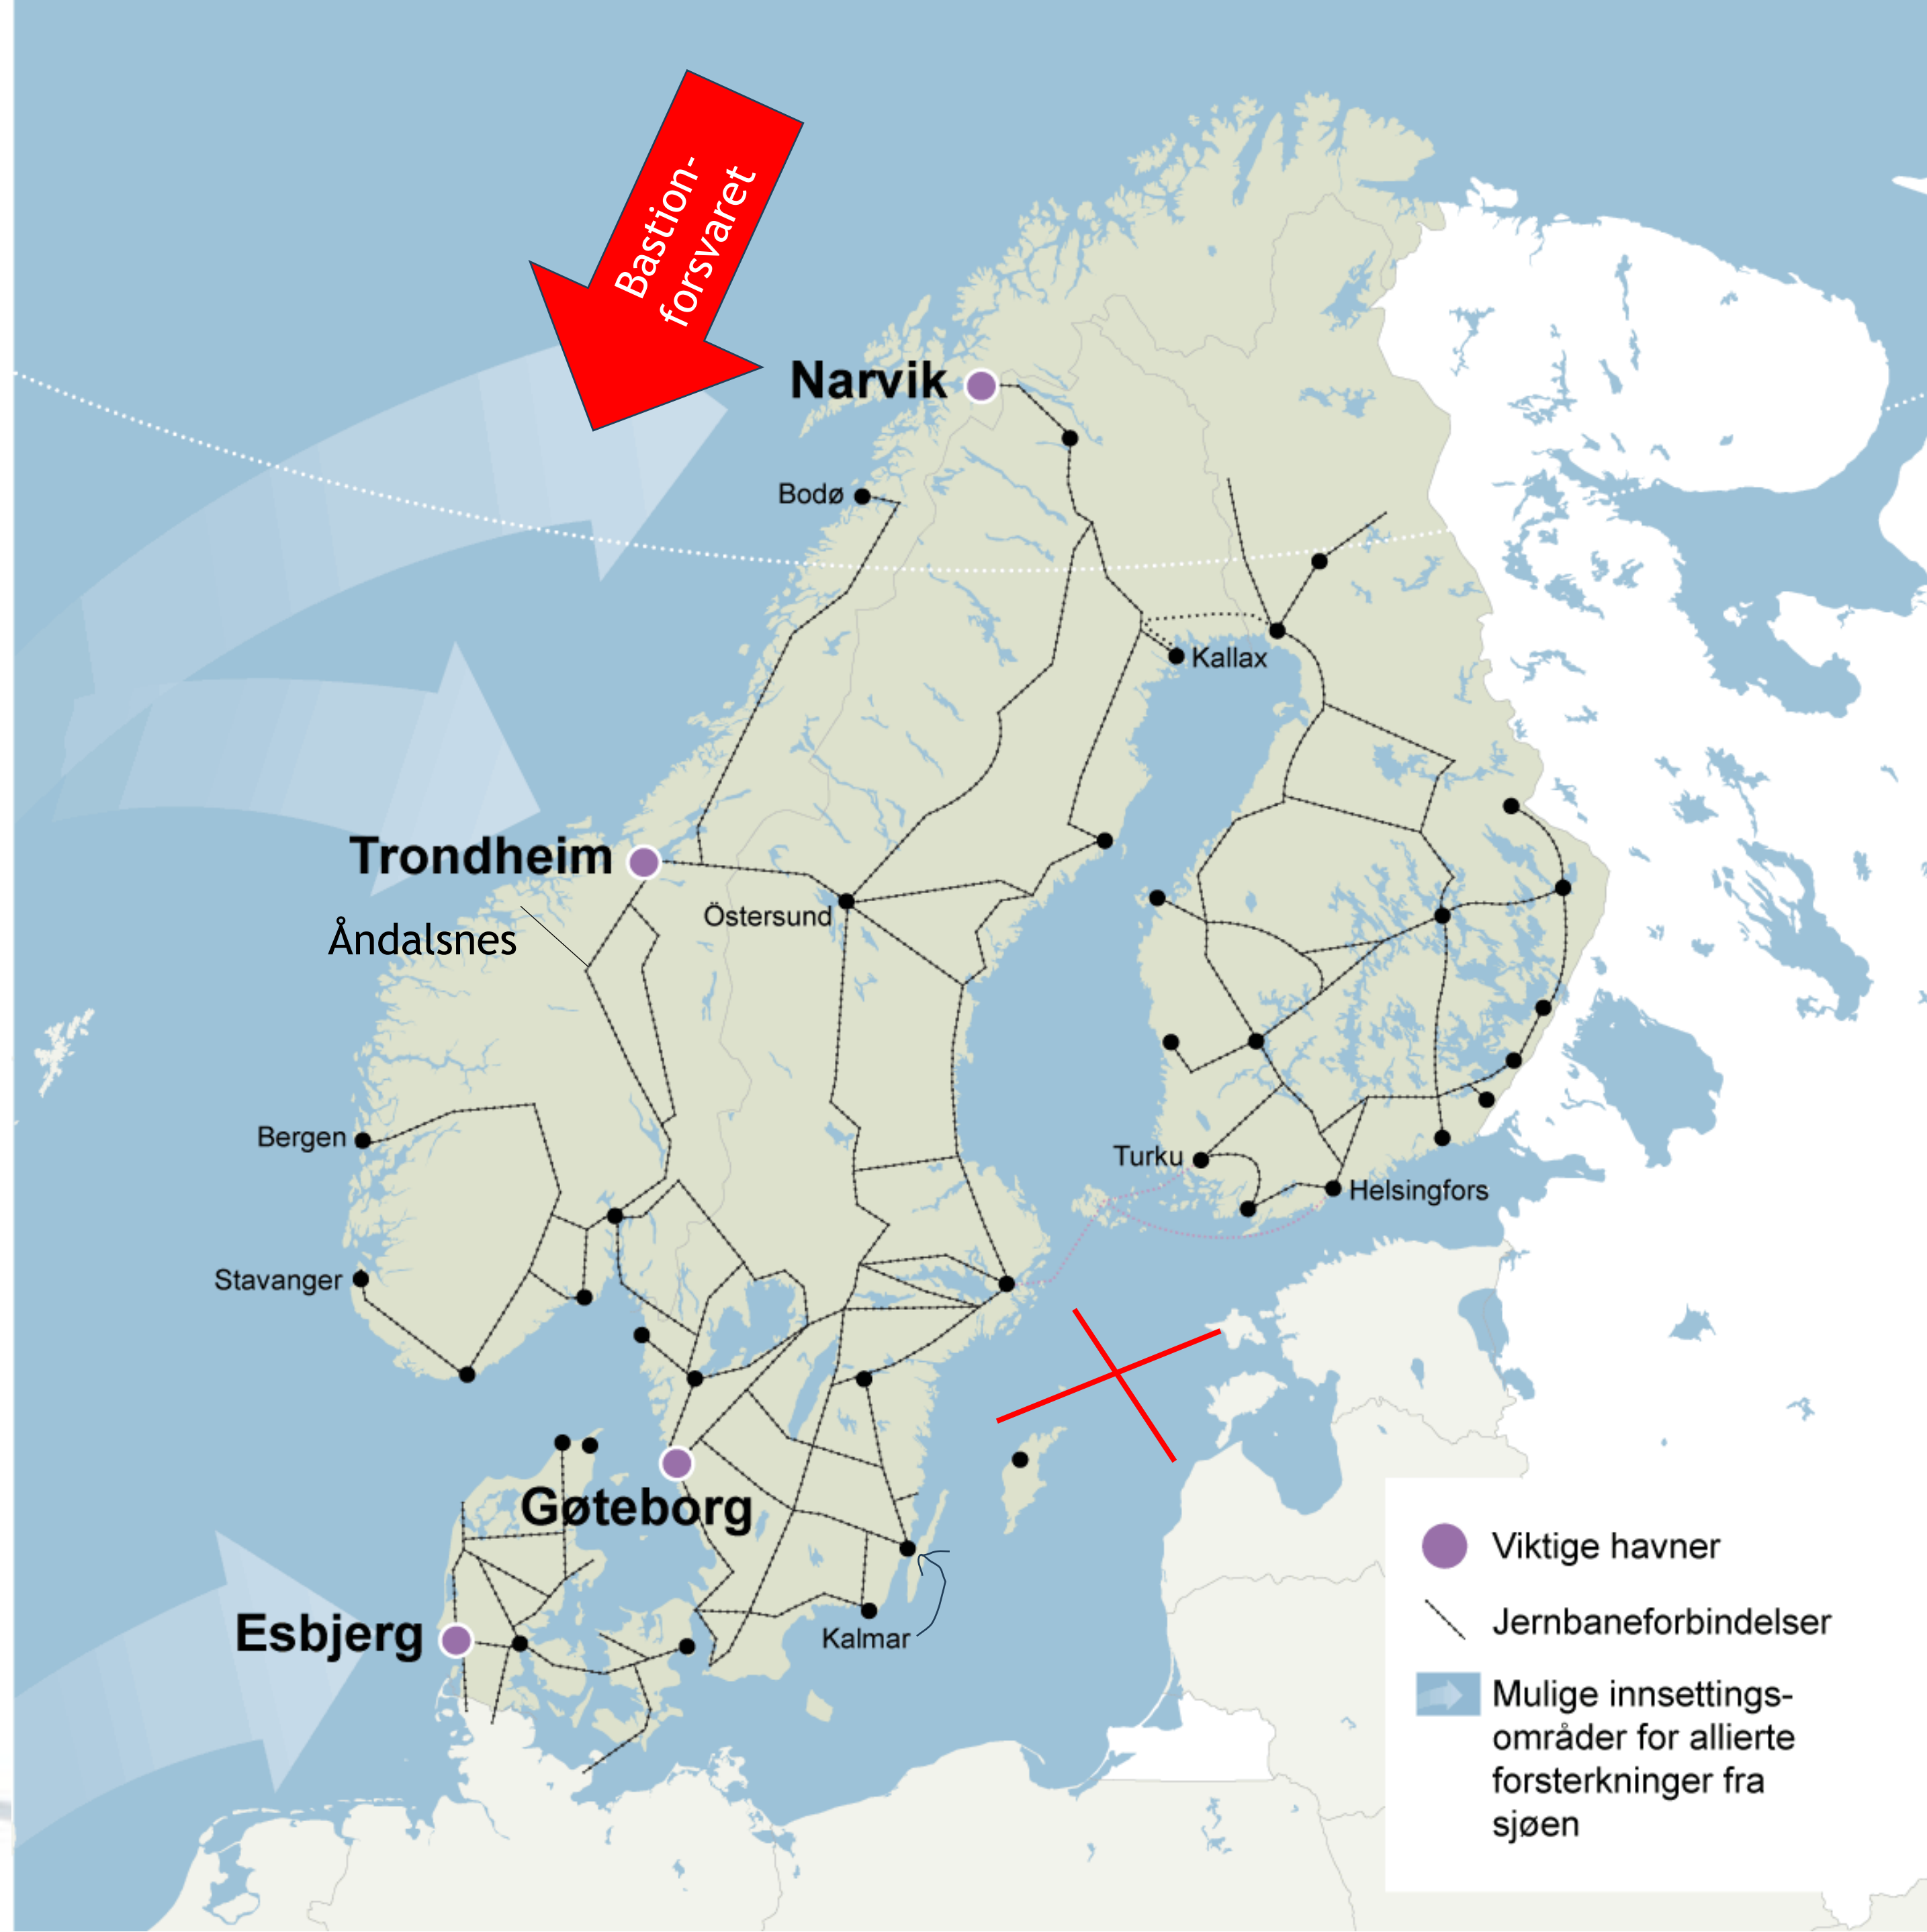 Bastion-
forsvaret
Narvik
Bodø
Kallax
Trondheim
Östersund
Åndalsnes
Bergen
Turku
Helsingfors
Stavanger
Gøteborg
Esbjerg
Kalmar
Viktige havner
Jernbaneforbindelser
Mulige innsettings-
områder for allierte
forsterkninger fra
sjøen